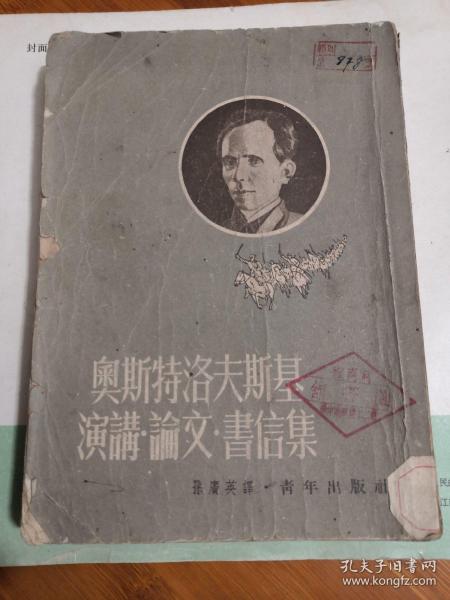 封面
978
奧斯特洛夫斯基
演講·論文·書信集
張廣英譯·青年出版社
孔夫子旧书网
www.kongfz.com